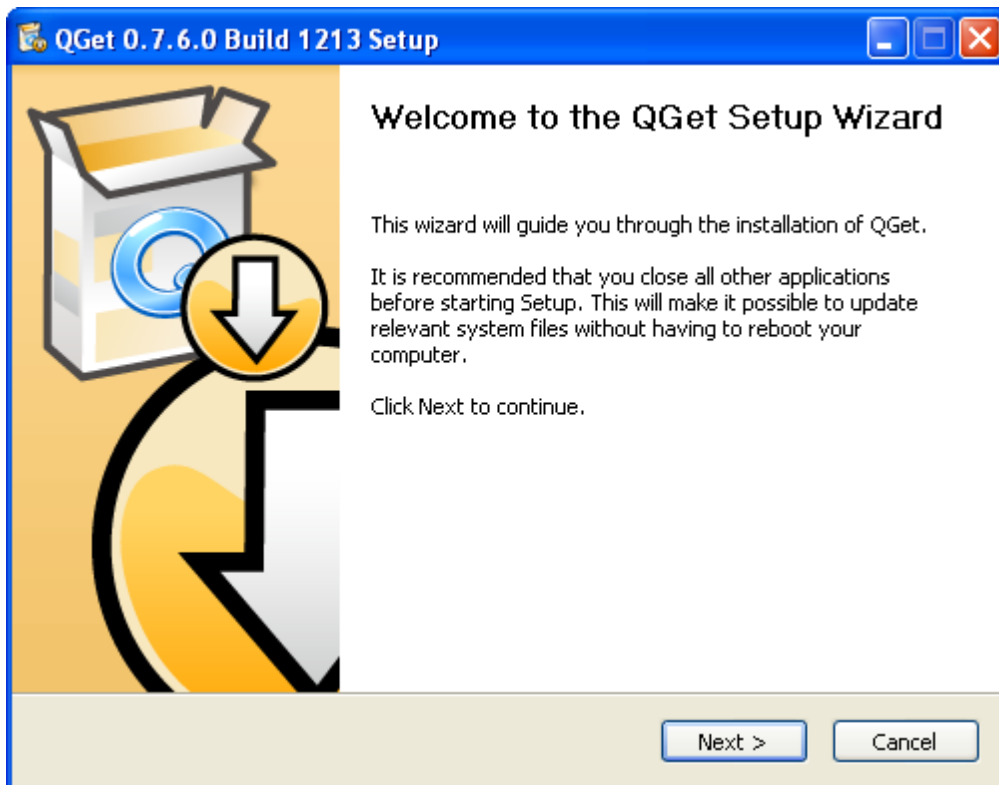 QGet 0.7.6.0 Build 1213 Setup
Welcome to the QGet Setup Wizard
This wizard will guide you through the installation of QGet.
It is recommended that you close all other applications
before starting Setup. This will make it possible to update
relevant system files without having to reboot your
computer.
Click Next to continue.
Q
Next >
Cancel